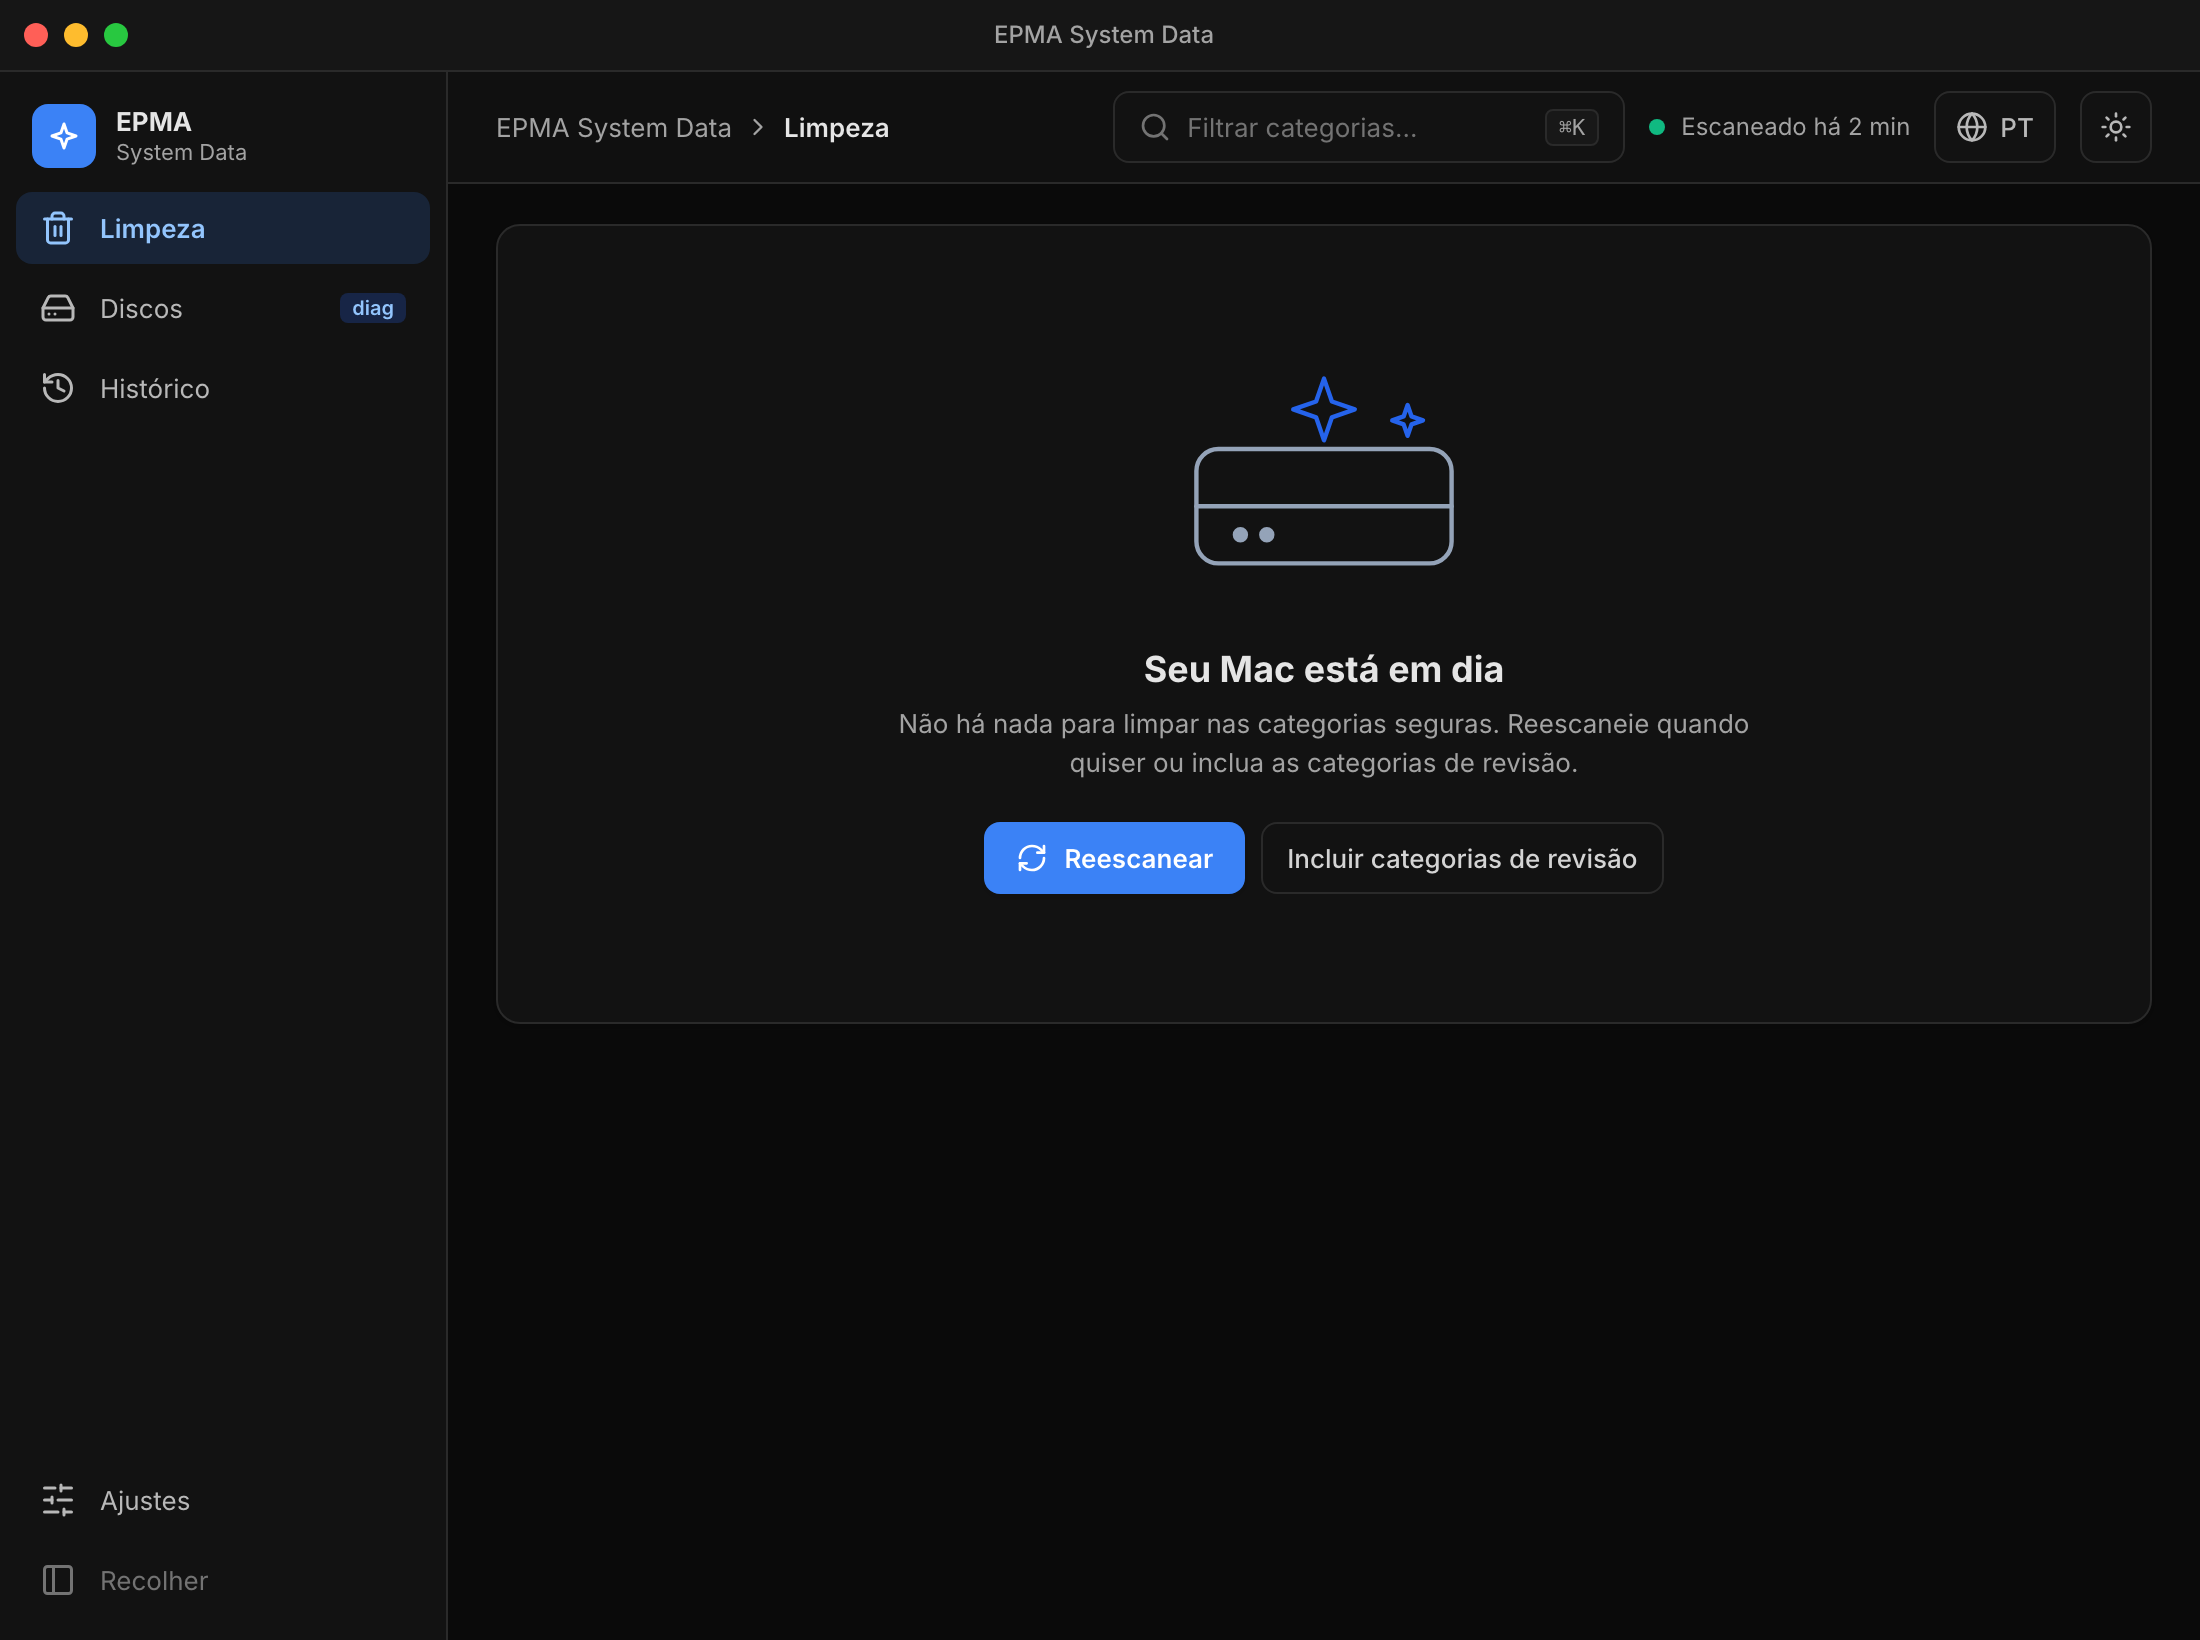 EPMA System Data
EPMA
System Data
Limpeza
Discos
diag
Histórico
Ajustes
Recolher
EPMA System Data > Limpeza
Filtrar categorias...
⌘K
Escaneado há 2 min
PT
Seu Mac está em dia
Não há nada para limpar nas categorias seguras. Reescaneie quando
quiser ou inclua as categorias de revisão.
Reescanear
Incluir categorias de revisão